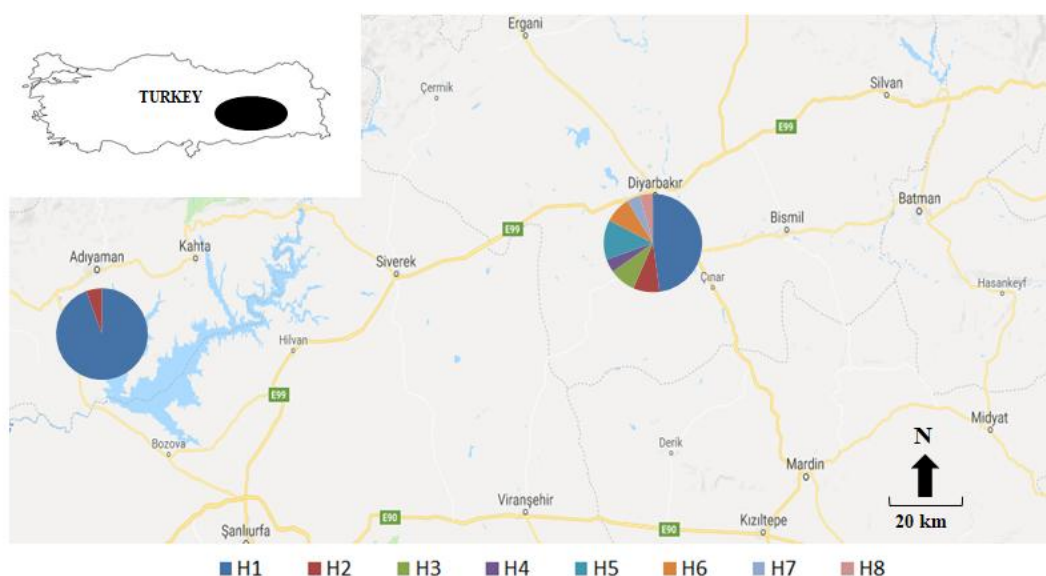 TURKEY
Ergani
Çermik
Silvan
E99
Diyarbakır
Batman
Bismil
E99
Kahta
Adıyaman
Siverek
Çınar
Hasankeyf
Hilvan
E99
Midyat
Bozova
Derik
N
Mardin
Viranşehir
20 km
E90
E90
Kızıltepe
Şanlıurfa
H1 H2 H3 H4 H5 H6 H7 H8